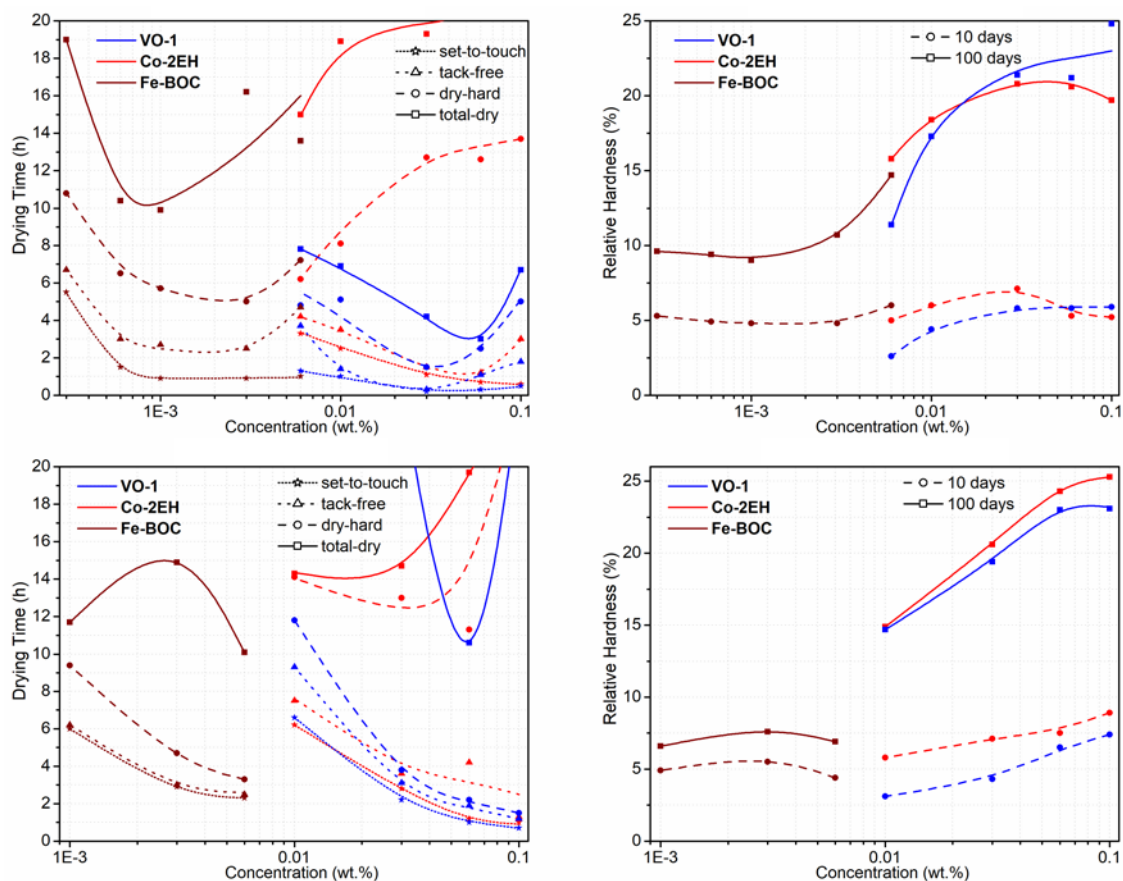 20
18
16
14
12
10
8
6
4
2
0
Drying Time (h)
VO-1
Co-2EH
Fe-BOC
set-to-touch
tack-free
dry-hard
total-dry
1E-3
0.01
0.1
Concentration (wt.%)
25
20
15
10
5
0
Relative Hardness (%)
VO-1
Co-2EH
Fe-BOC
10 days
100 days
1E-3
0.01
0.1
Concentration (wt.%)
20
18
16
14
12
10
8
6
4
2
0
Drying Time (h)
VO-1
Co-2EH
Fe-BOC
set-to-touch
tack-free
dry-hard
total-dry
1E-3
0.01
0.1
Concentration (wt.%)
25
20
15
10
5
0
Relative Hardness (%)
VO-1
Co-2EH
Fe-BOC
10 days
100 days
1E-3
0.01
0.1
Concentration (wt.%)